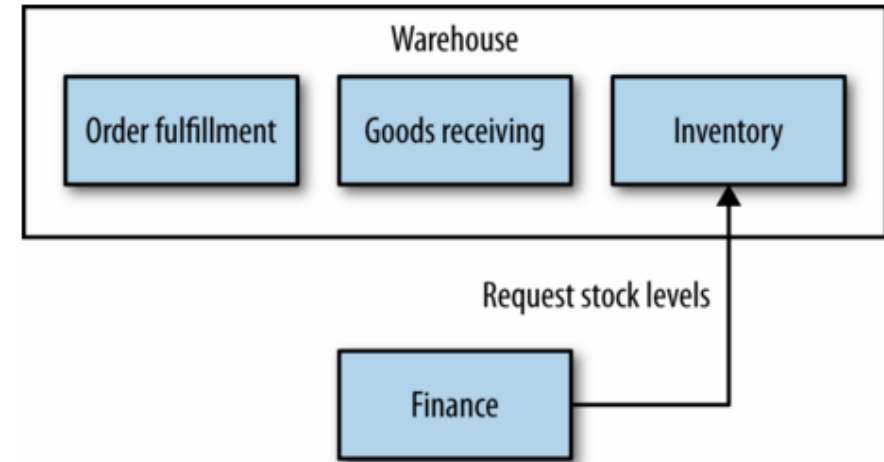 Warehouse
Order fulfillment
Goods receiving
Inventory
Request stock levels
Finance